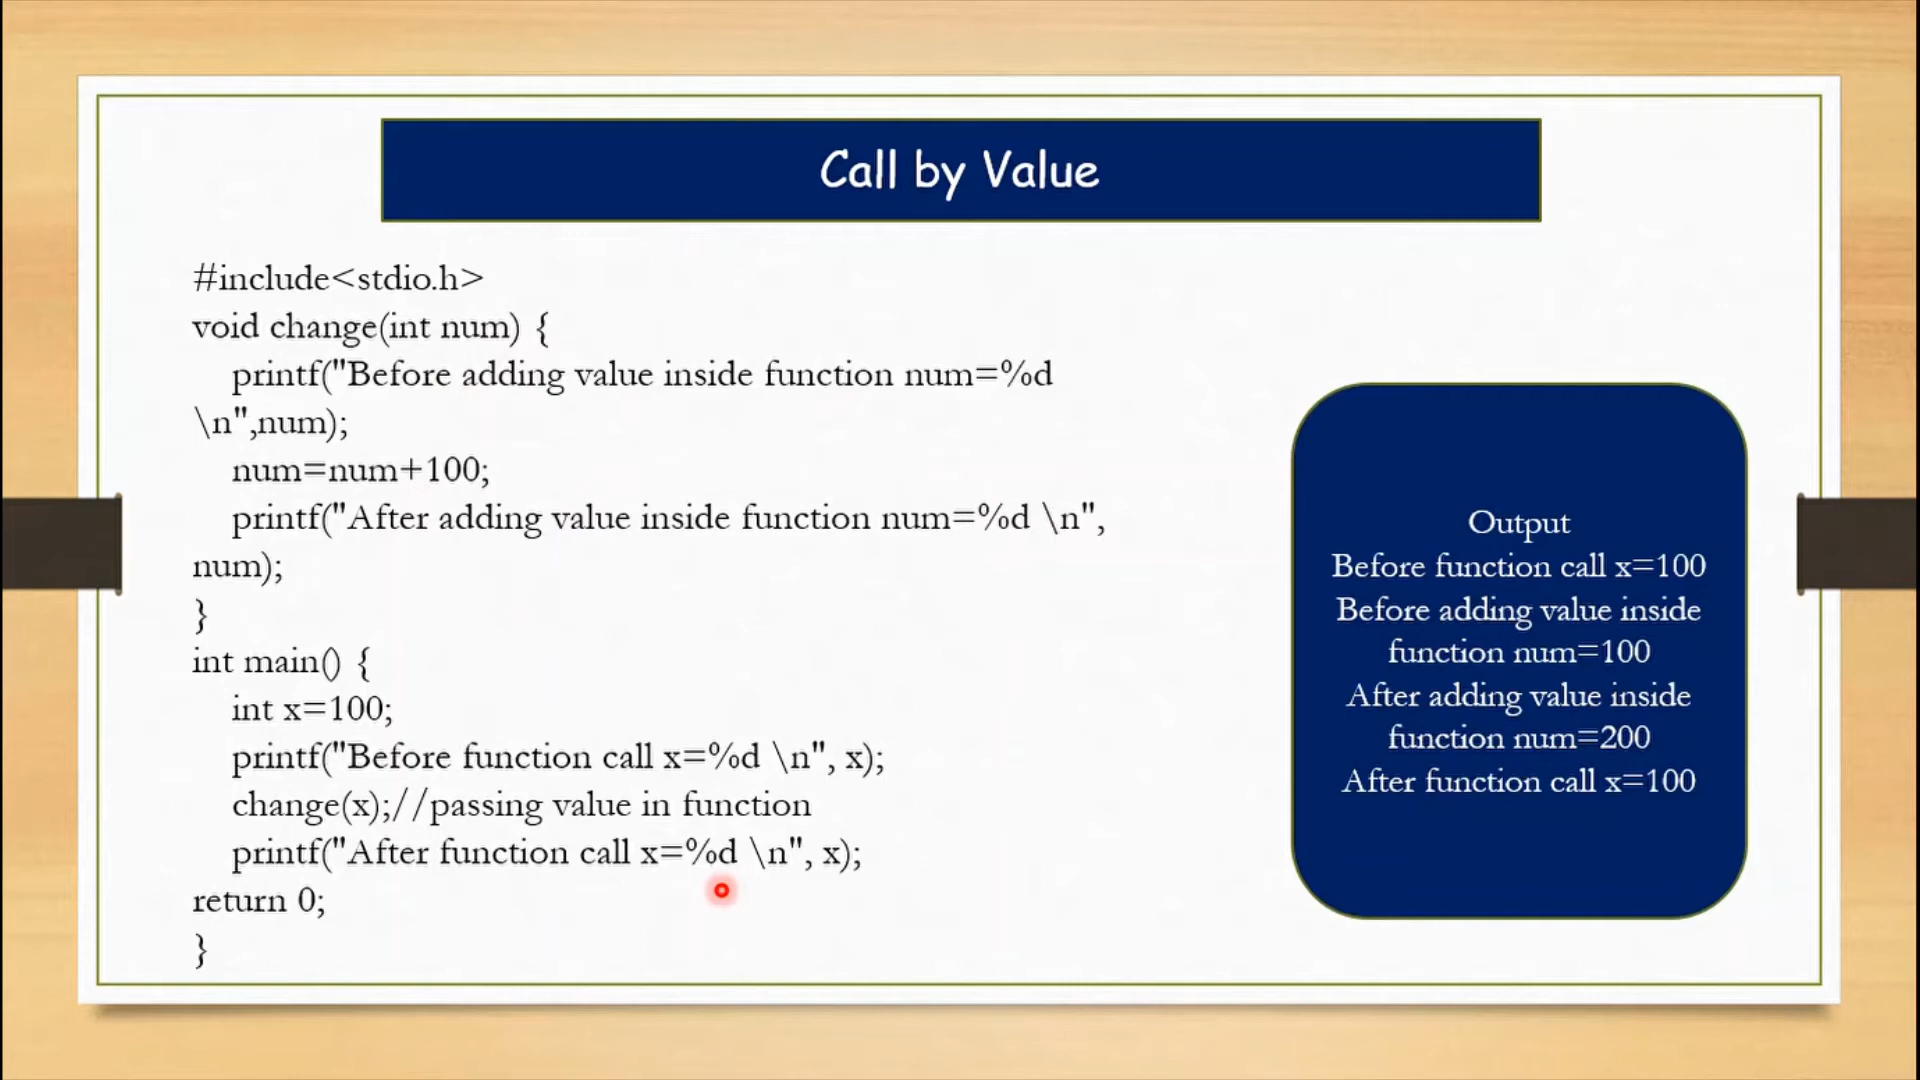 Call by Value
#include<stdio.h>
void change(int num) {
printf("Before adding value inside function num=%d
\n",num);
num=num+100;
printf("After adding value inside function num=%d \n",
num);
}
int main() {
int x=100;
printf("Before function call x=%d \n", x);
change(x);//passing value in function
printf("After function call x=%d \n", x);
return 0;
}
Output
Before function call x=100
Before adding value inside
function num=100
After adding value inside
function num=200
After function call x=100